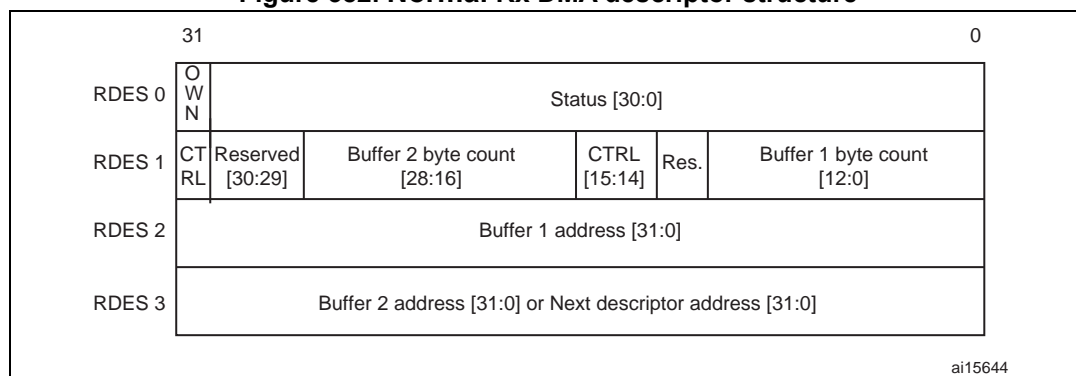 31 0
RDES 0
O
W
N
Status [30:0]
RDES 1
CT
RL
Reserved
[30:29]
Buffer 2 byte count
[28:16]
CTRL
[15:14]
Res.
Buffer 1 byte count
[12:0]
RDES 2
Buffer 1 address [31:0]
RDES 3
Buffer 2 address [31:0] or Next descriptor address [31:0]
ai15644